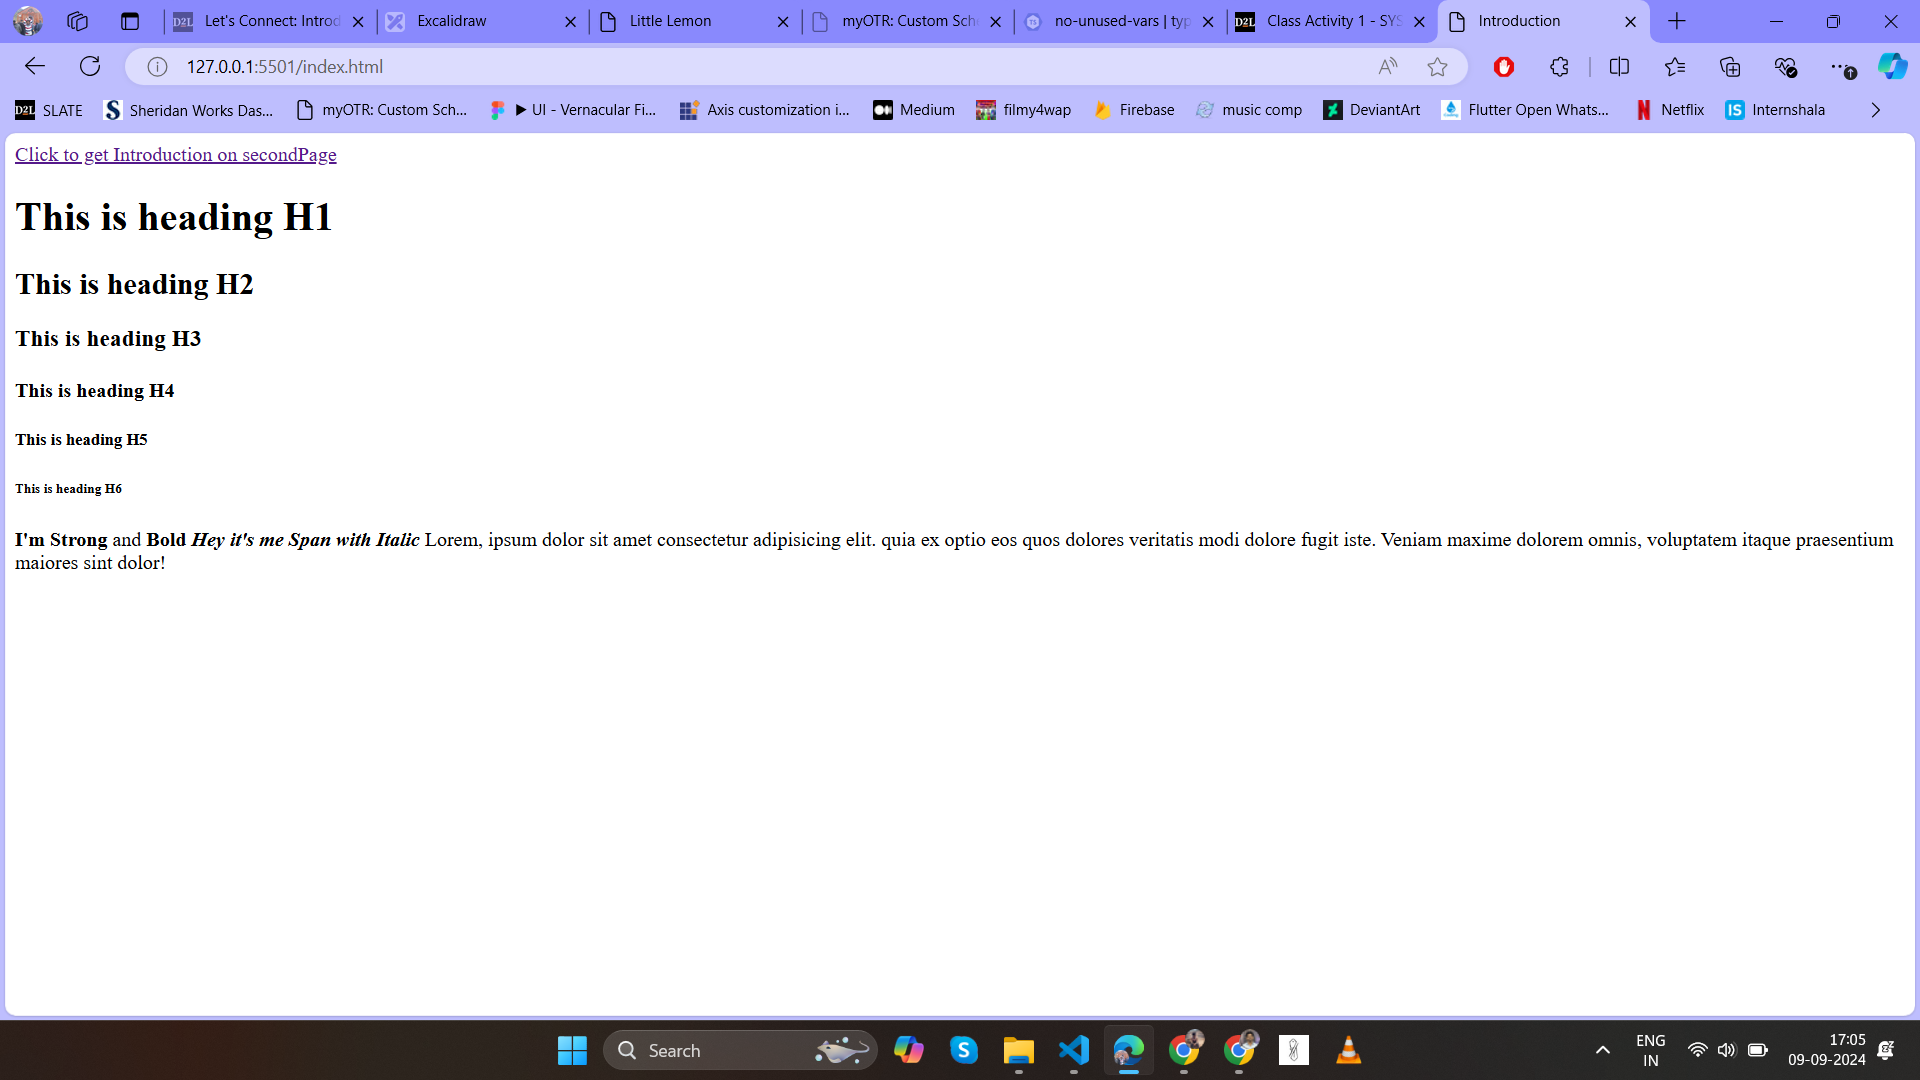 Let's Connect: Introd
Excalidraw
Little Lemon
myOTR: Custom Sch
no-unused-vars | typ
Class Activity 1 - SYS
Introduction
127.0.0.1:5501/index.html
SLATE
Sheridan Works Das...
myOTR: Custom Sch...
▶ UI - Vernacular Fi...
Axis customization i...
Medium
filmy4wap
Firebase
music comp
DeviantArt
Flutter Open Whats...
Netflix
Internshala
Click to get Introduction on secondPage
This is heading H1
This is heading H2
This is heading H3
This is heading H4
This is heading H5
This is heading H6
I'm Strong and Bold Hey it's me Span with Italic Lorem, ipsum dolor sit amet consectetur adipisicing elit. quia ex optio eos quos dolores veritatis modi dolore fugit iste. Veniam maxime dolorem omnis, voluptatem itaque praesentium
maiores sint dolor!
Search
ENG
IN
17:05
09-09-2024